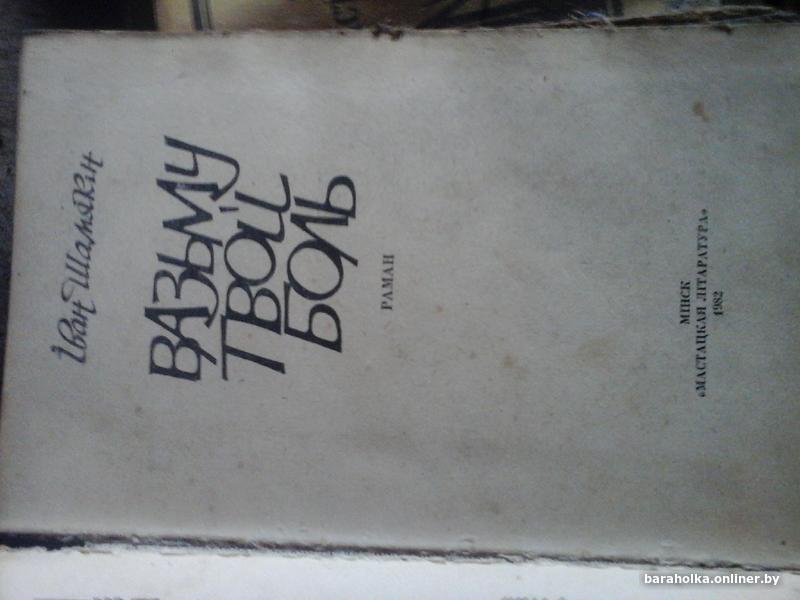 Іван Шамякін
ВАЗЬМУ
ТВОЙ
БОЛЬ
РАМАН
МІНСК
«МАСТАЦКАЯ ЛІТАРАТУРА»
1982
baraholka.onliner.by